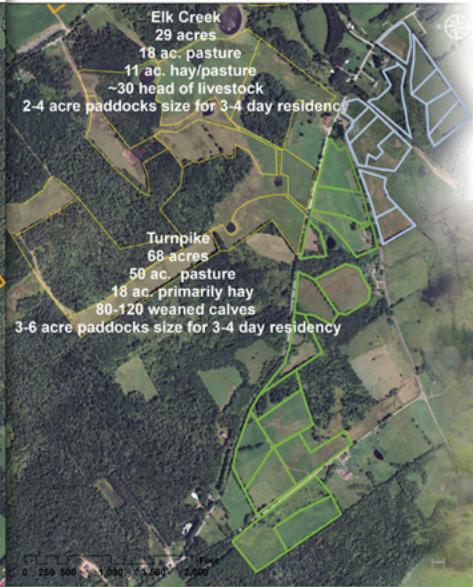 Elk Creek
29 acres
18 ac. pasture
11 ac. hay/pasture
~30 head of livestock
2-4 acre paddocks size for 3-4 day residency
Turnpike
68 acres
50 ac. pasture
18 ac. primarily hay
80-120 weaned calves
3-6 acre paddocks size for 3-4 day residency
Feet
0 250 500 1,000 1,500 2,000